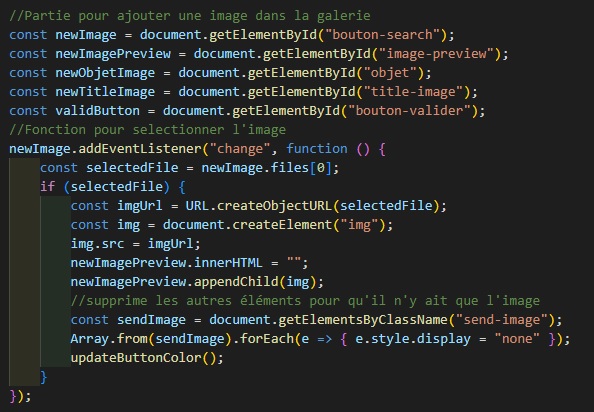 //Partie pour ajouter une image dans la galerie
const newImage = document.getElementById("bouton-search");
const newImagePreview = document.getElementById("image-preview");
const newObjetImage = document.getElementById("objet");
const newTitleImage = document.getElementById("title-image");
const validButton = document.getElementById("bouton-valider");
//Fonction pour selectionner l'image
newImage.addEventListener("change", function () {
    const selectedFile = newImage.files[0];
    if (selectedFile) {
        const imgUrl = URL.createObjectURL(selectedFile);
        const img = document.createElement("img");
        img.src = imgUrl;
        newImagePreview.innerHTML = "";
        newImagePreview.appendChild(img);
        //supprime les autres éléments pour qu'il n'y ait que l'image
        const sendImage = document.getElementsByClassName("send-image");
        Array.from(sendImage).forEach(e => { e.style.display = "none" });
        updateButtonColor();
    }
});